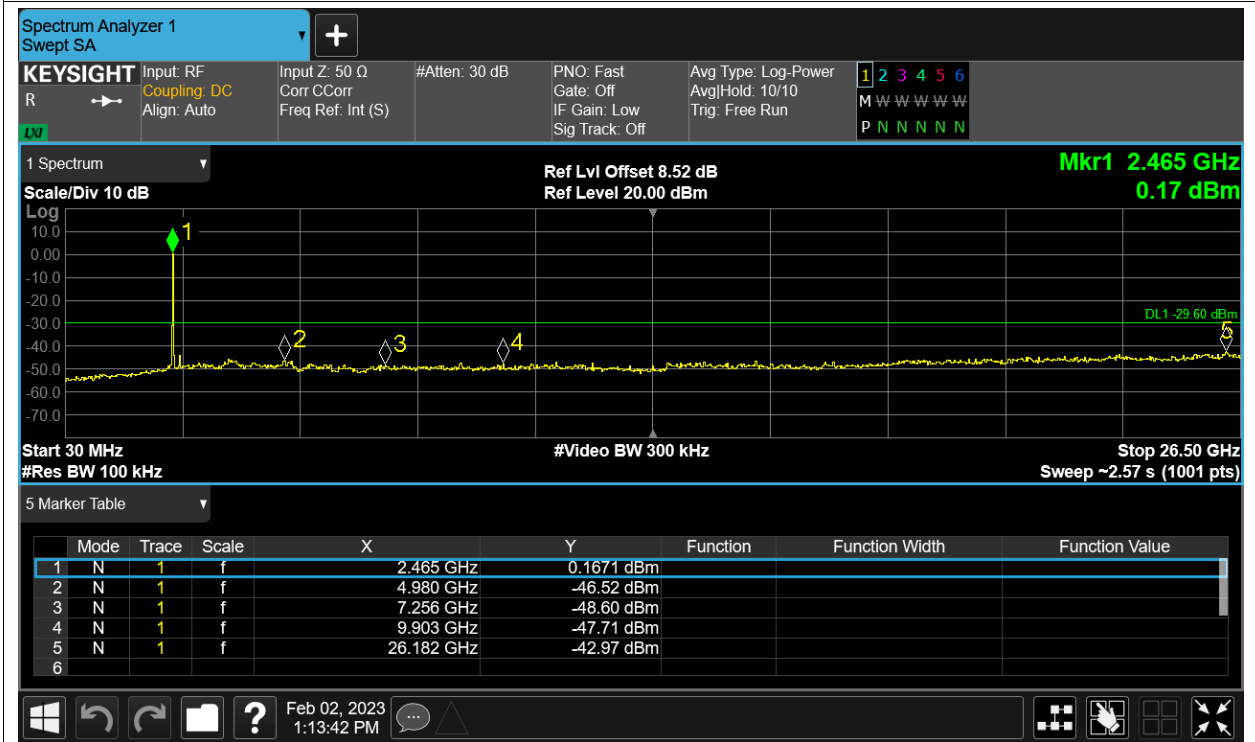 Spectrum Analyzer 1
Swept SA
+
KEYSIGHT Input: RF Input Z: 50 Ω #Atten: 30 dB PNO: Fast Avg Type: Log-Power 1 2 3 4 5 6
R Coupling: DC Corr CCorr Gate: Off Avg|Hold: 10/10 M W W W W W
Align: Auto Freq Ref: Int (S) IF Gain: Low Trig: Free Run
LXI Sig Track: Off P N N N N N
1 Spectrum Ref Lvl Offset 8.52 dB Mkr1 2.465 GHz
Scale/Div 10 dB Ref Level 20.00 dBm 0.17 dBm
Log
10.0 1
0.00
-10.0
-20.0
DL1 -29.60 dBm
-30.0
2 3 4 5
-40.0
-50.0
-60.0
-70.0
Start 30 MHz #Video BW 300 kHz Stop 26.50 GHz
#Res BW 100 kHz Sweep ~2.57 s (1001 pts)
5 Marker Table
Mode Trace Scale X Y Function Function Width Function Value
1 N 1 f 2.465 GHz 0.1671 dBm
2 N 1 f 4.980 GHz -46.52 dBm
3 N 1 f 7.256 GHz -48.60 dBm
4 N 1 f 9.903 GHz -47.71 dBm
5 N 1 f 26.182 GHz -42.97 dBm
6
? Feb 02, 2023
1:13:42 PM